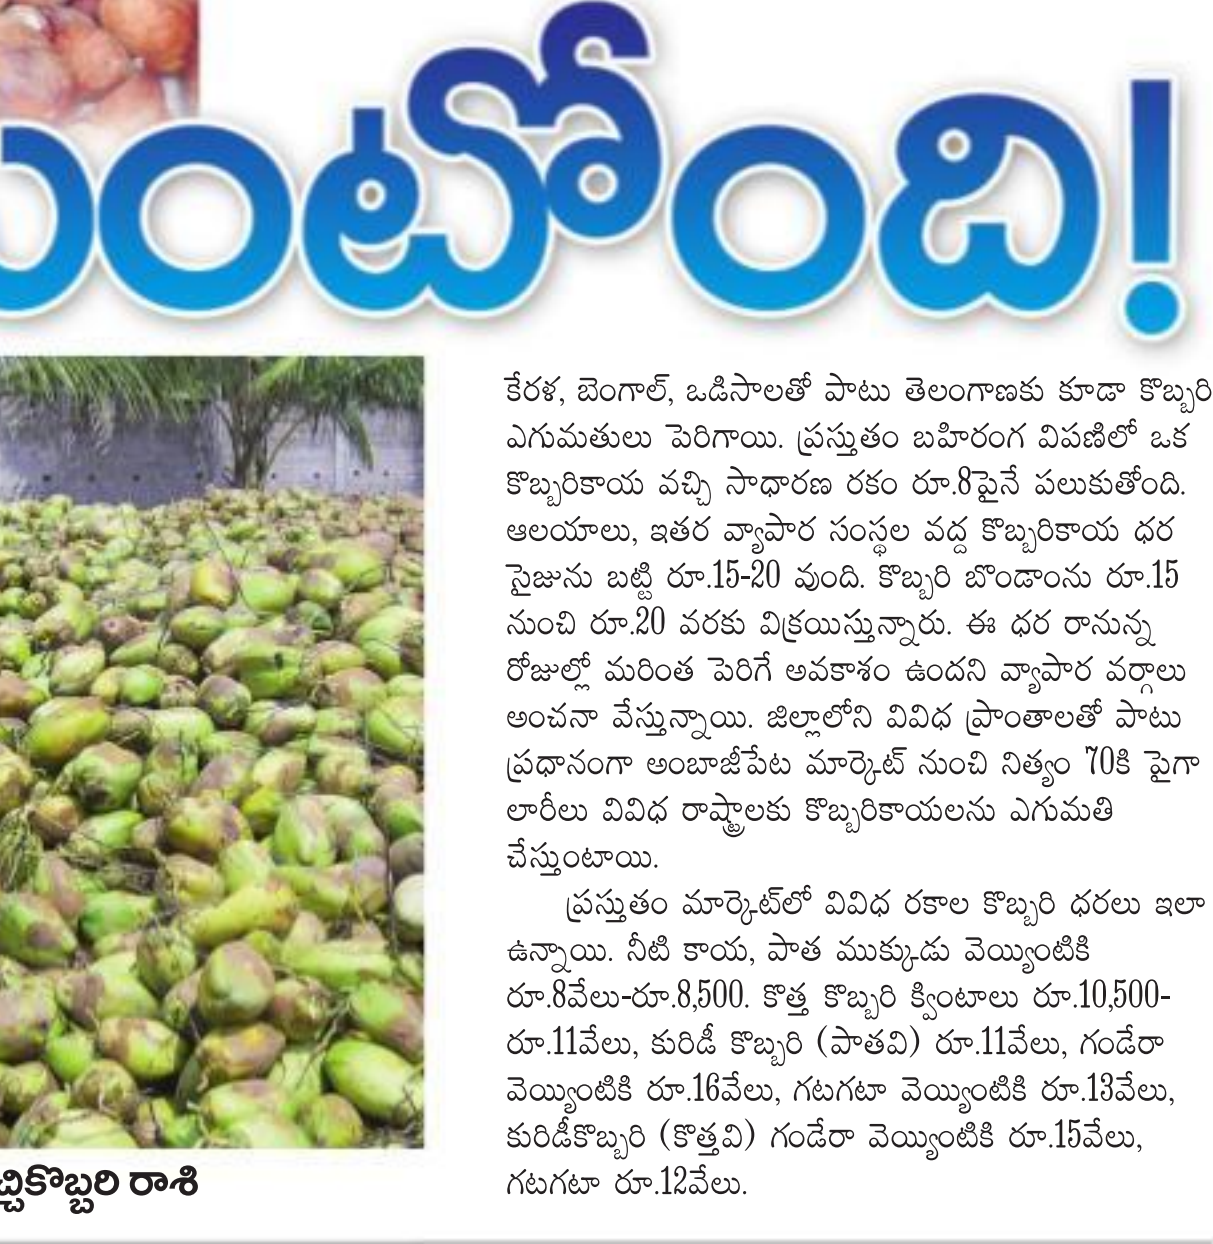 ుంటోంది!
కేరళ, బెంగాల్, ఒడిసాలతో పాటు తెలంగాణకు కూడా కొబ్బరి
ఎగుమతులు పెరిగాయి. ప్రస్తుతం బహిరంగ విపణిలో ఒక
కొబ్బరికాయ వచ్చి సాధారణ రకం రూ.8పైనే పలుకుతోంది.
ఆలయాలు, ఇతర వ్యాపార సంస్థల వద్ద కొబ్బరికాయ ధర
సైజును బట్టి రూ.15-20 వుంది. కొబ్బరి బొండాంను రూ.15
నుంచి రూ.20 వరకు విక్రయిస్తున్నారు. ఈ ధర రానున్న
రోజుల్లో మరింత పెరిగే అవకాశం ఉందని వ్యాపార వర్గాలు
అంచనా వేస్తున్నాయి. జిల్లాలోని వివిధ ప్రాంతాలతో పాటు
ప్రధానంగా అంబాజీపేట మార్కెట్ నుంచి నిత్యం 70కి పైగా
లారీలు వివిధ రాష్ట్రాలకు కొబ్బరికాయలను ఎగుమతి
చేస్తుంటాయి.
ప్రస్తుతం మార్కెట్‌లో వివిధ రకాల కొబ్బరి ధరలు ఇలా
ఉన్నాయి. నీటి కాయ, పాత ముక్కుడు వెయ్యింటికి
రూ.8వేలు-రూ.8,500. కొత్త కొబ్బరి క్వింటాలు రూ.10,500-
రూ.11వేలు, కురిడీ కొబ్బరి (పాతవి) రూ.11వేలు, గండేరా
వెయ్యింటికి రూ.16వేలు, గటగటా వెయ్యింటికి రూ.13వేలు,
కురిడీకొబ్బరి (కొత్తవి) గండేరా వెయ్యింటికి రూ.15వేలు,
గటగటా రూ.12వేలు.
చ్చికొబ్బరి రాశి